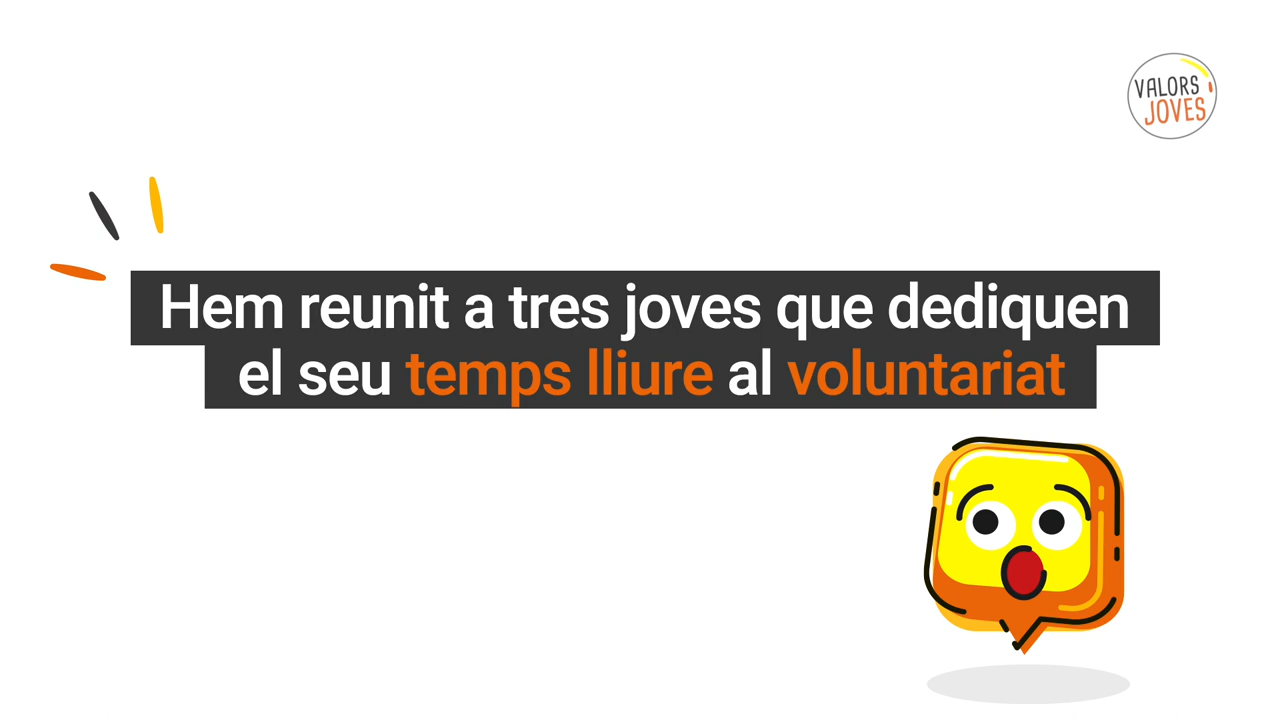 VALORS
JOVES
Hem reunit a tres joves que dediquen
el seu temps lliure al voluntariat